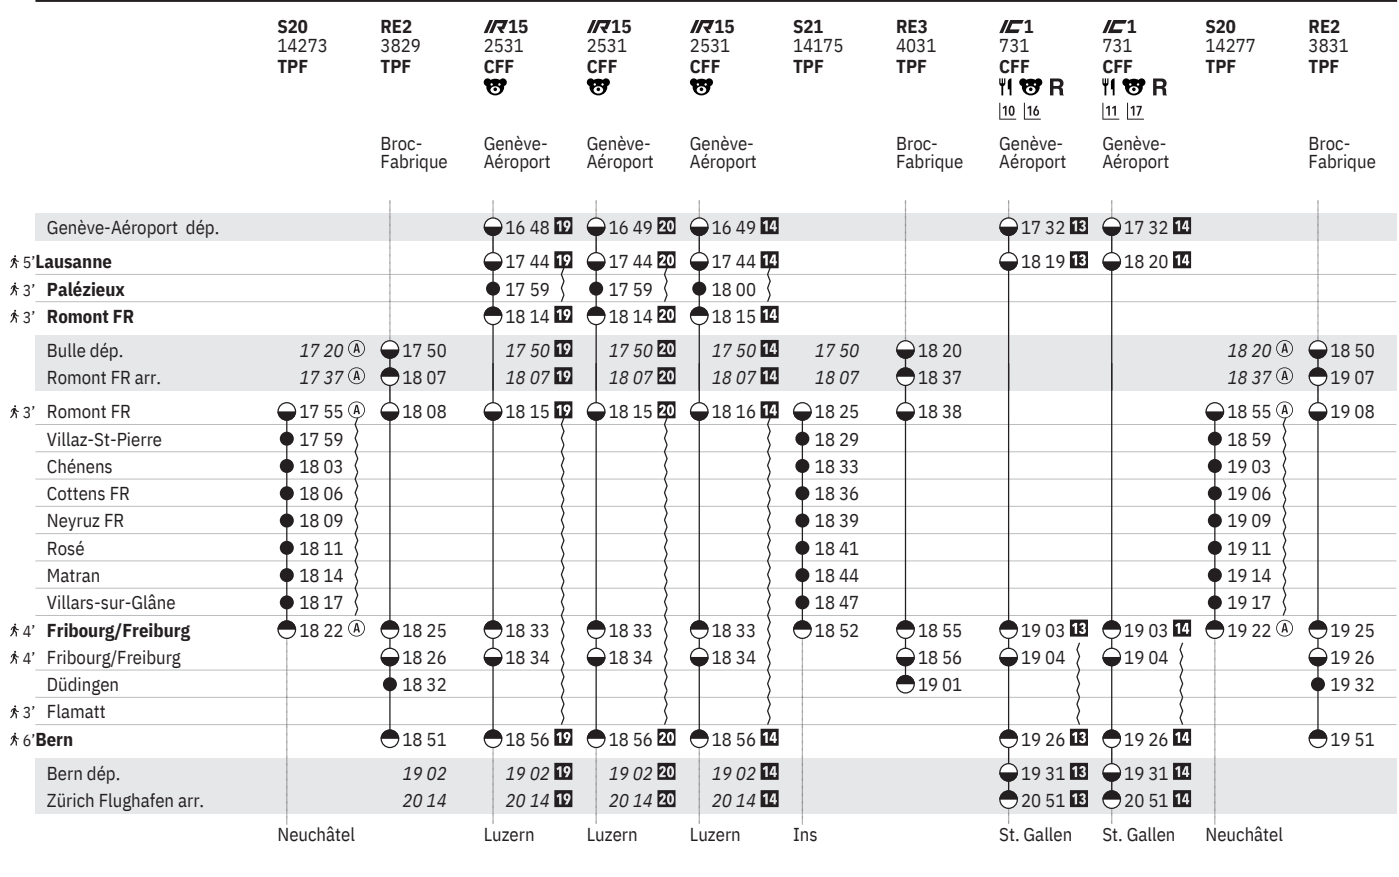 S20 RE2 IR15 IR15 IR15 S21 RE3 IC1 IC1 S20 RE2
14273 3829 2531 2531 2531 14175 4031 731 731 14277 3831
TPF TPF CFF CFF CFF TPF TPF CFF CFF TPF TPF
R R
10 16 11 17
Broc- Genève- Genève- Genève- Broc- Genève- Genève- Broc-
Fabrique Aéroport Aéroport Aéroport Fabrique Aéroport Aéroport Fabrique
Genève-Aéroport dép. 16 48 19 16 49 20 16 49 14 17 32 13 17 32 14
5' Lausanne 17 44 19 17 44 20 17 44 14 18 19 13 18 20 14
3' Palézieux 17 59 17 59 18 00
3' Romont FR 18 14 19 18 14 20 18 15 14
Bulle dép. 17 20 A 17 50 17 50 19 17 50 20 17 50 14 17 50 18 20 18 20 A 18 50
Romont FR arr. 17 37 A 18 07 18 07 19 18 07 20 18 07 14 18 07 18 37 18 37 A 19 07
3' Romont FR 17 55 A 18 08 18 15 19 18 15 20 18 16 14 18 25 18 38 18 55 A 19 08
Villaz-St-Pierre 17 59 18 29 18 59
Chénens 18 03 18 33 19 03
Cottens FR 18 06 18 36 19 06
Neyruz FR 18 09 18 39 19 09
Rosé 18 11 18 41 19 11
Matran 18 14 18 44 19 14
Villars-sur-Glâne 18 17 18 47 19 17
4' Fribourg/Freiburg 18 22 A 18 25 18 33 18 33 18 33 18 52 18 55 19 03 13 19 03 14 19 22 A 19 25
4' Fribourg/Freiburg 18 26 18 34 18 34 18 34 18 56 19 04 19 04 19 26
Düdingen 18 32 19 01 19 32
3' Flamatt
6' Bern 18 51 18 56 19 18 56 20 18 56 14 19 26 13 19 26 14 19 51
Bern dép. 19 02 19 02 19 19 02 20 19 02 14 19 31 13 19 31 14
Zürich Flughafen arr. 20 14 20 14 19 20 14 20 20 14 14 20 51 13 20 51 14
Neuchâtel Luzern Luzern Luzern Ins St. Gallen St. Gallen Neuchâtel